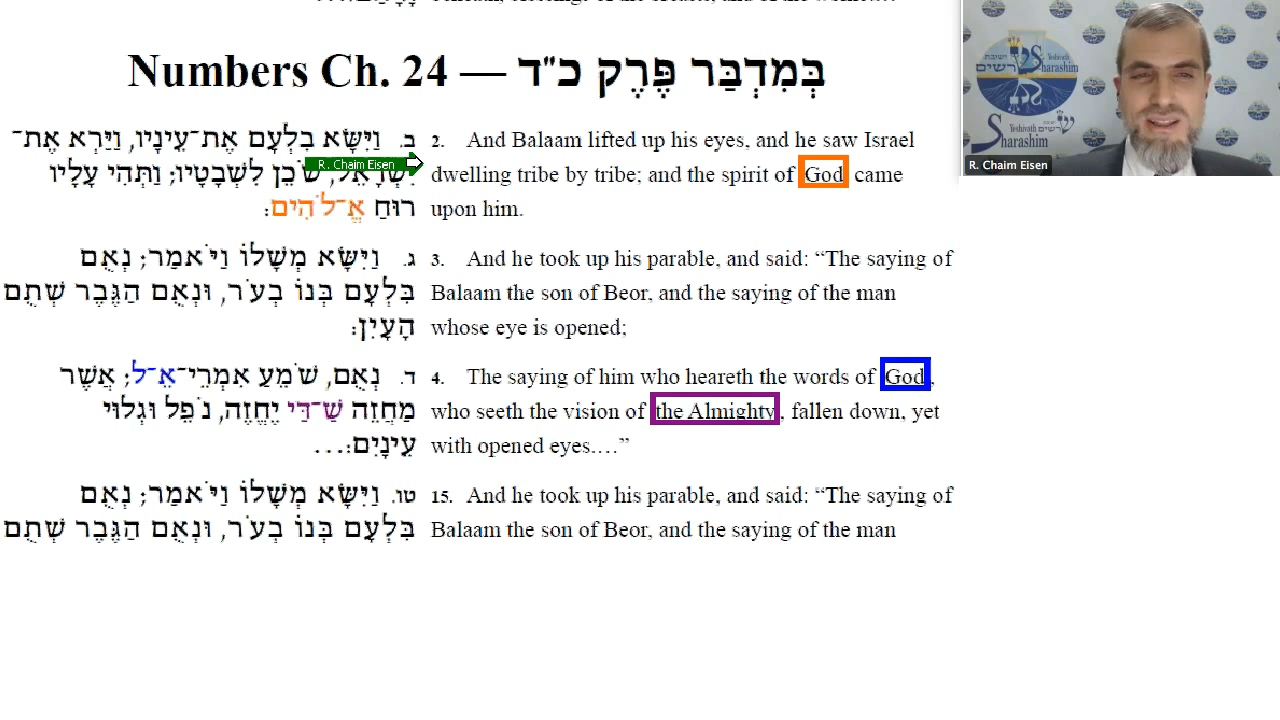 Numbers Ch. 24 — בְּמִדְבַּר פֶּרֶק כ"ד
ב. וַיִּשָּׂא בִלְעָם אֶת־עֵינָיו, וַיַּרְא אֶת־
שֹׁכֵן לִשְׁבָטָיו; וַתְּהִי עָלָיו
רוּחַ אֱ־לֹהִים:
2. And Balaam lifted up his eyes, and he saw Israel
dwelling tribe by tribe; and the spirit of God came
upon him.
ג. וַיִּשָּׂא מְשָׁלוֹ וַיֹּאמַר; נְאֻם
בִּלְעָם בְּנוֹ בְעֹר, וּנְאֻם הַגֶּבֶר שְׁתֻם
הָעָיִן:
3. And he took up his parable, and said: “The saying of
Balaam the son of Beor, and the saying of the man
whose eye is opened;
ד. נְאֻם, שֹׁמֵעַ אִמְרֵי־אֵ־ל; אֲשֶׁר
מַחֲזֵה שַׁ־דַּי יֶחֱזֶה, נֹפֵל וּגְלוּי
עֵינָיִם:...
4. The saying of him who heareth the words of God,
who seeth the vision of the Almighty, fallen down, yet
with opened eyes....”
טו. וַיִּשָּׂא מְשָׁלוֹ וַיֹּאמַר; נְאֻם
בִּלְעָם בְּנוֹ בְעֹר, וּנְאֻם הַגֶּבֶר שְׁתֻם
15. And he took up his parable, and said: “The saying of
Balaam the son of Beor, and the saying of the man
R. Chaim Eisen
ישיבת
שרשים
Yeshivath
Sharashim
Yeshivath
Sharashim
R. Chaim Eisen